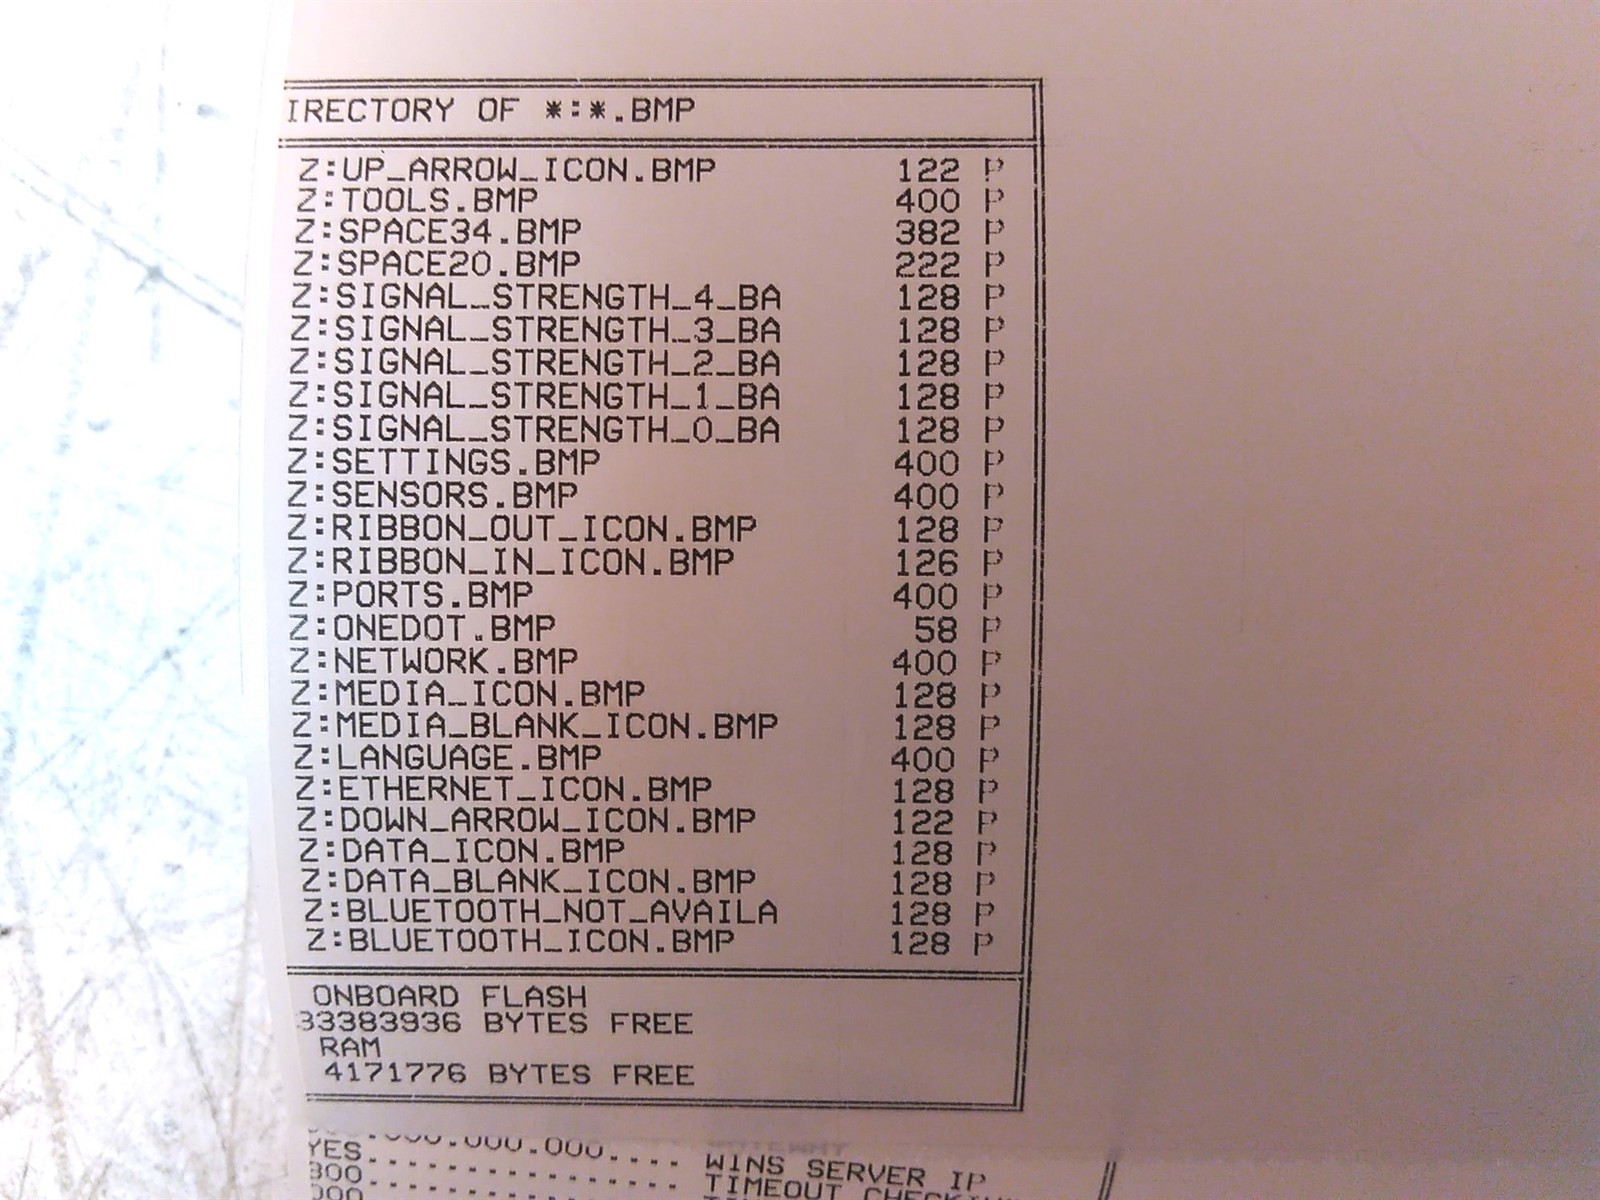 IRECTORY OF *:*.BMP
Z:UP_ARROW_ICON.BMP 122 P
Z:TOOLS.BMP 400 P
Z:SPACE34.BMP 382 P
Z:SPACE20.BMP 222 P
Z:SIGNAL_STRENGTH_4_BA 128 P
Z:SIGNAL_STRENGTH_3_BA 128 P
Z:SIGNAL_STRENGTH_2_BA 128 P
Z:SIGNAL_STRENGTH_1_BA 128 P
Z:SIGNAL_STRENGTH_0_BA 128 P
Z:SETTINGS.BMP 400 P
Z:SENSORS.BMP 400 P
Z:RIBBON_OUT_ICON.BMP 128 P
Z:RIBBON_IN_ICON.BMP 126 P
Z:PORTS.BMP 400 P
Z:ONEDOT.BMP 58 P
Z:NETWORK.BMP 400 P
Z:MEDIA_ICON.BMP 128 P
Z:MEDIA_BLANK_ICON.BMP 128 P
Z:LANGUAGE.BMP 400 P
Z:ETHERNET_ICON.BMP 128 P
Z:DOWN_ARROW_ICON.BMP 122 P
Z:DATA_ICON.BMP 128 P
Z:DATA_BLANK_ICON.BMP 128 P
Z:BLUETOOTH_NOT_AVAILA 128 P
Z:BLUETOOTH_ICON.BMP 128 P
ONBOARD FLASH
33383936 BYTES FREE
RAM
4171776 BYTES FREE
.000.000.000....
YES................ WINS SERVER IP
300................ TIMEOUT